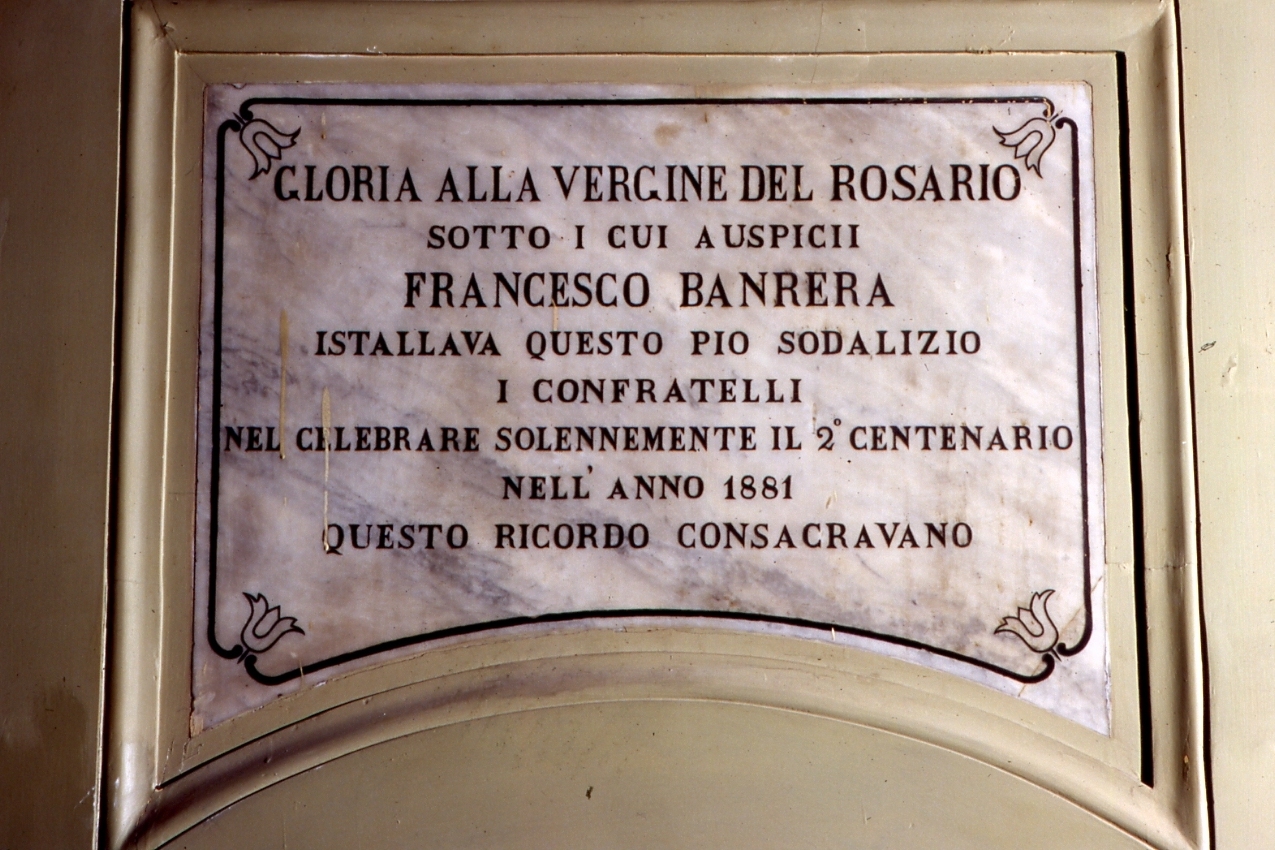 GLORIA ALLA VERGINE DEL ROSARIO
SOTTO I CUI AUSPICII
FRANCESCO BANRERA
ISTALLAVA QUESTO PIO SODALIZIO
I CONFRATELLI
NEL CELEBRARE SOLENNEMENTE IL 2° CENTENARIO
NELL' ANNO 1881
QUESTO RICORDO CONSACRAVANO